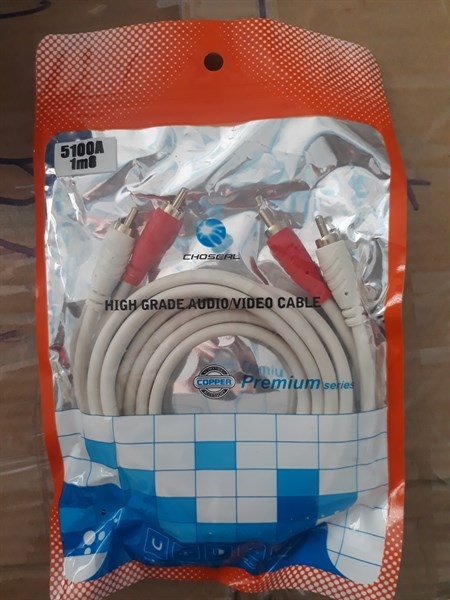 5100A
1m8
CHOSEAL
HIGH GRADE AUDIO/VIDEO CABLE
COPPER
Premium series